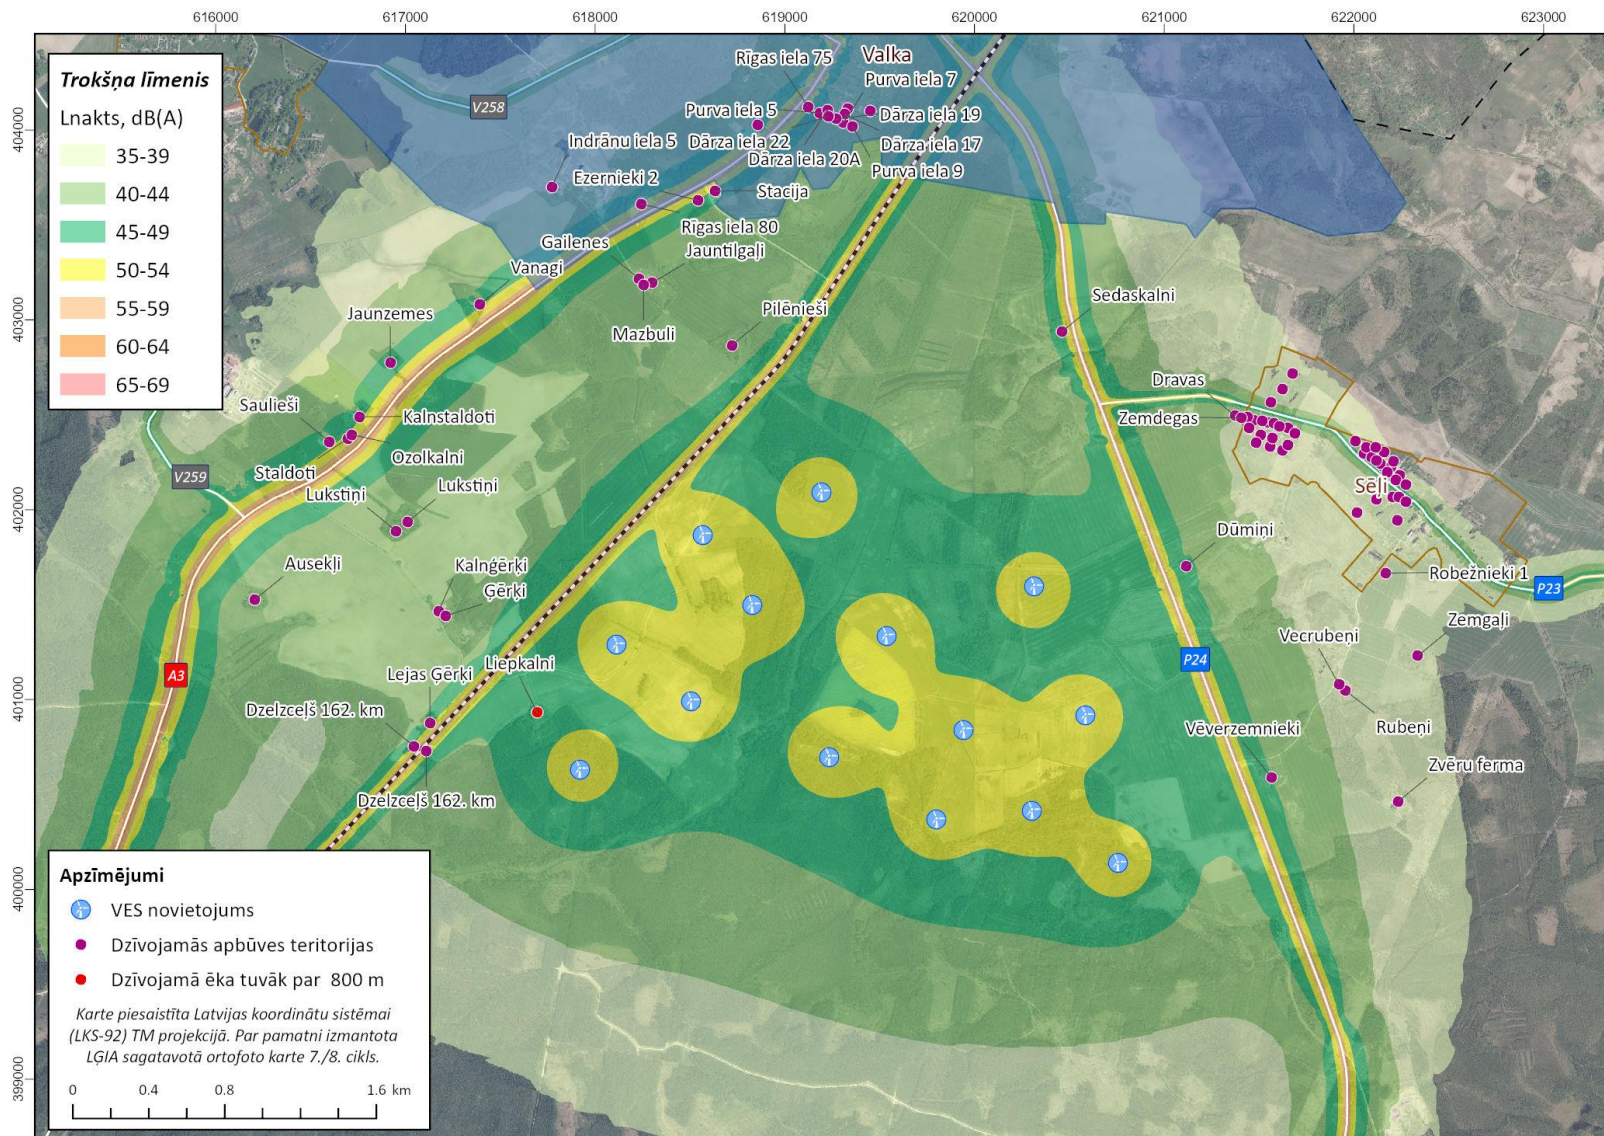 616000
617000
618000
619000
620000
621000
622000
623000
404000
403000
402000
401000
400000
399000
Trokšņa līmenis
Lnakts, dB(A)
35-39
40-44
45-49
50-54
55-59
60-64
65-69
V258
Rīgas iela 75
Valka
Purva iela 7
Purva iela 5
Dārza iela 19
Indrānu iela 5
Dārza iela 22
Dārza iela 17
Dārza iela 20A
Purva iela 9
Ezernieki 2
Stacija
Rīgas iela 80
Gailenes
Jauntilgaļi
Vanagi
Jaunzemes
Mazbuli
Pilēnieši
Sedaskalni
Saulieši
Kalnstaldoti
Dravas
Zemdegas
Ozolkalni
Staldoti
V259
Lukstiņi
Lukstiņi
Sēļi
Dūmiņi
Ausekļi
Kalnģērķi
Ģērķi
Robežnieki 1
P23
Zemgaļi
Vecrubeņi
A3
Lejas Ģērķi
Liepkalni
P24
Dzelzceļš 162. km
Rubeņi
Vēverzemnieki
Zvēru ferma
Dzelzceļš 162. km
Apzīmējumi
VES novietojums
Dzīvojamās apbūves teritorijas
Dzīvojamā ēka tuvāk par 800 m
Karte piesaistīta Latvijas koordinātu sistēmai
(LKS-92) TM projekcijā. Par pamatni izmantota
LĢIA sagatavotā ortofoto karte 7./8. cikls.
0 0.4 0.8 1.6 km